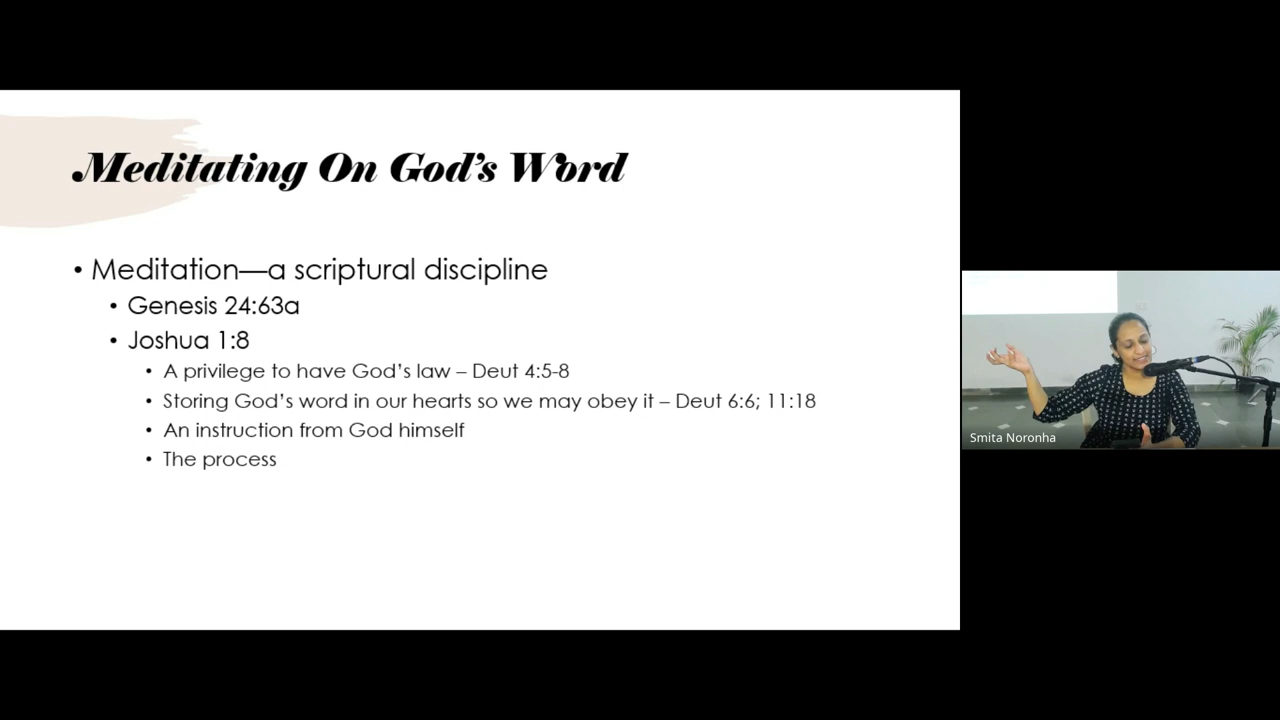 Meditating On God's Word
• Meditation—a scriptural discipline
• Genesis 24:63a
• Joshua 1:8
• A privilege to have God's law – Deut 4:5-8
• Storing God's word in our hearts so we may obey it – Deut 6:6; 11:18
• An instruction from God himself
• The process
Smita Noronha